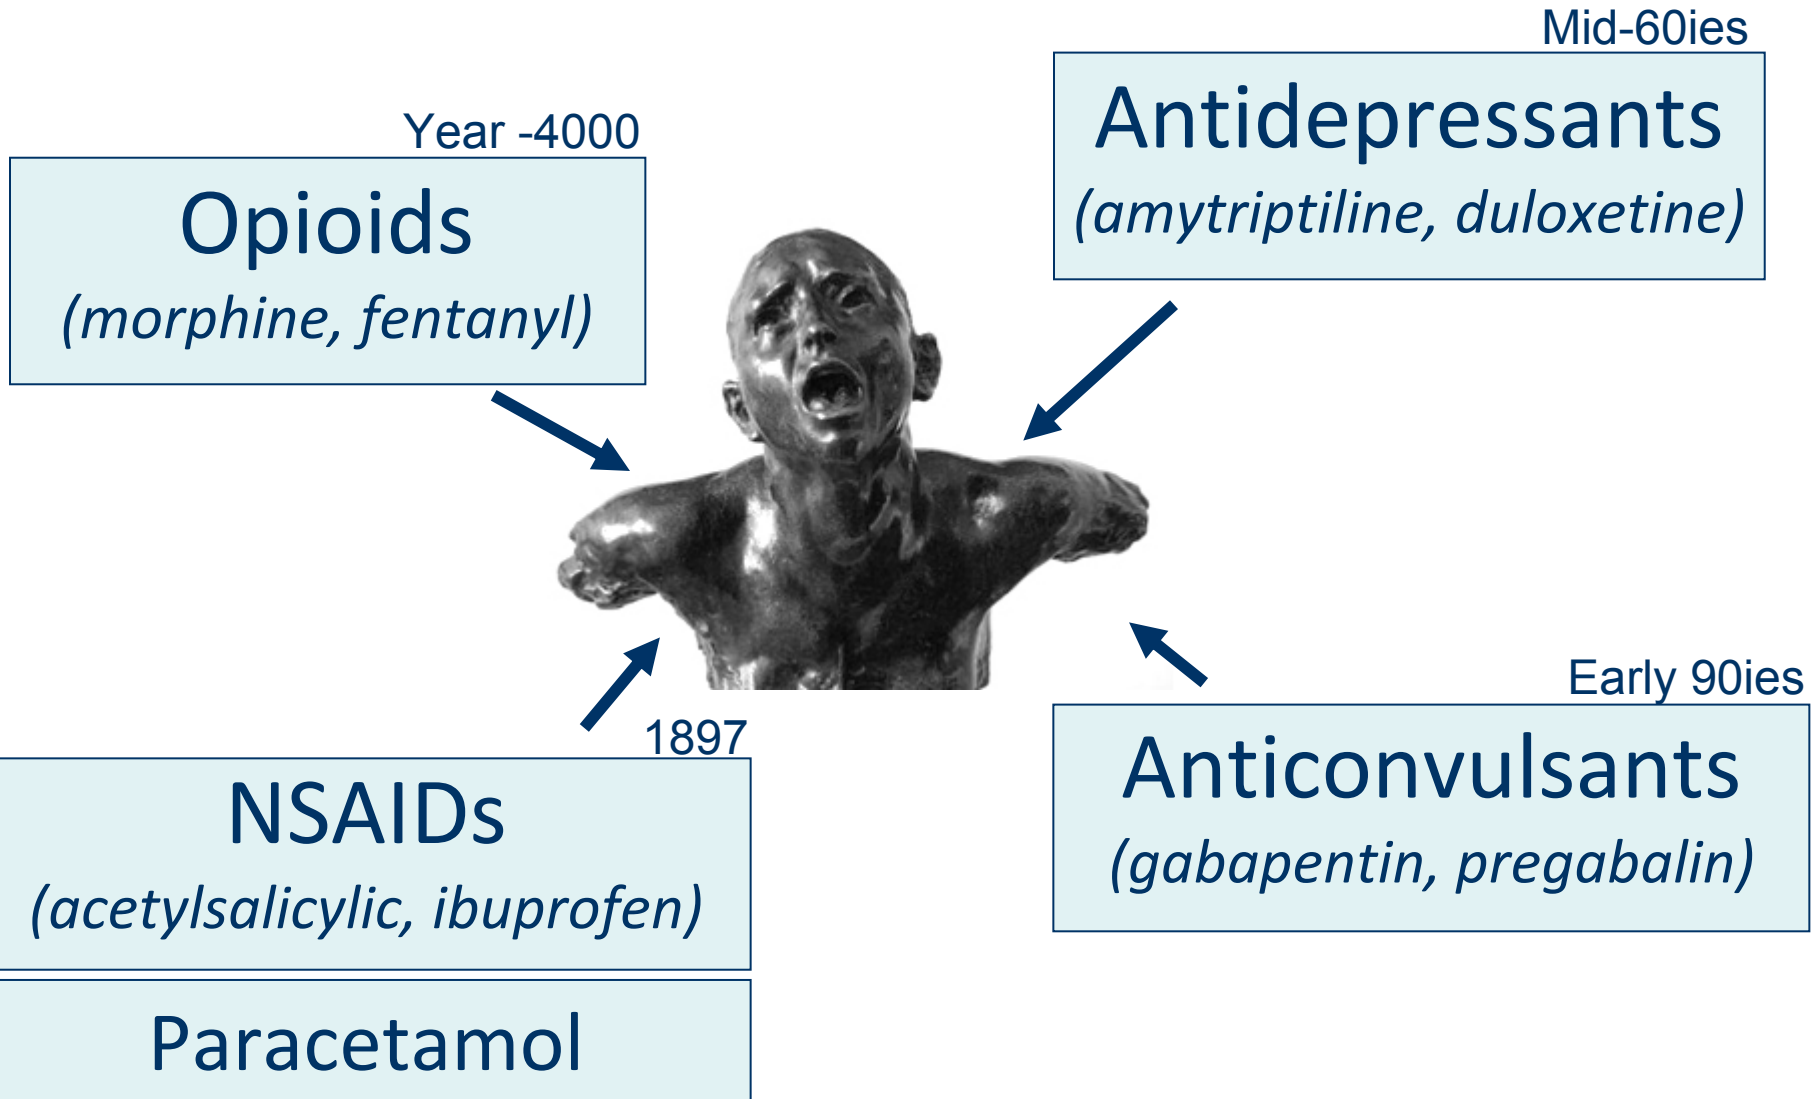 Year -4000
Opioids
(morphine, fentanyl)
Mid-60ies
Antidepressants
(amytriptiline, duloxetine)
1897
NSAIDs
(acetylsalicylic, ibuprofen)
Paracetamol
Early 90ies
Anticonvulsants
(gabapentin, pregabalin)